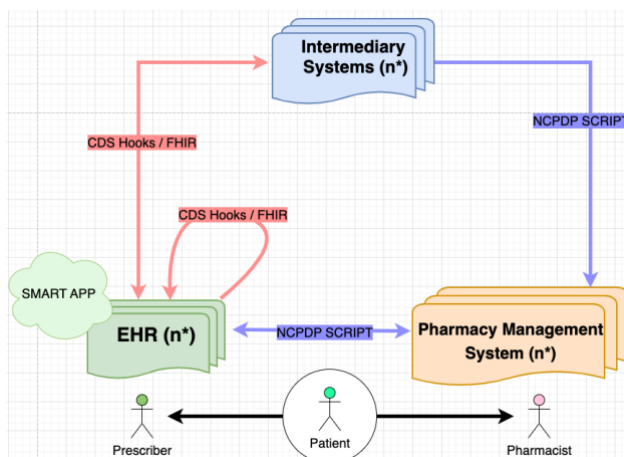 Intermediary
Systems (n*)
CDS Hooks / FHIR
NCPDP SCRIPT
CDS Hooks / FHIR
SMART APP
EHR (n*)
NCPDP SCRIPT
Pharmacy Management
System (n*)
Prescriber
Patient
Pharmacist